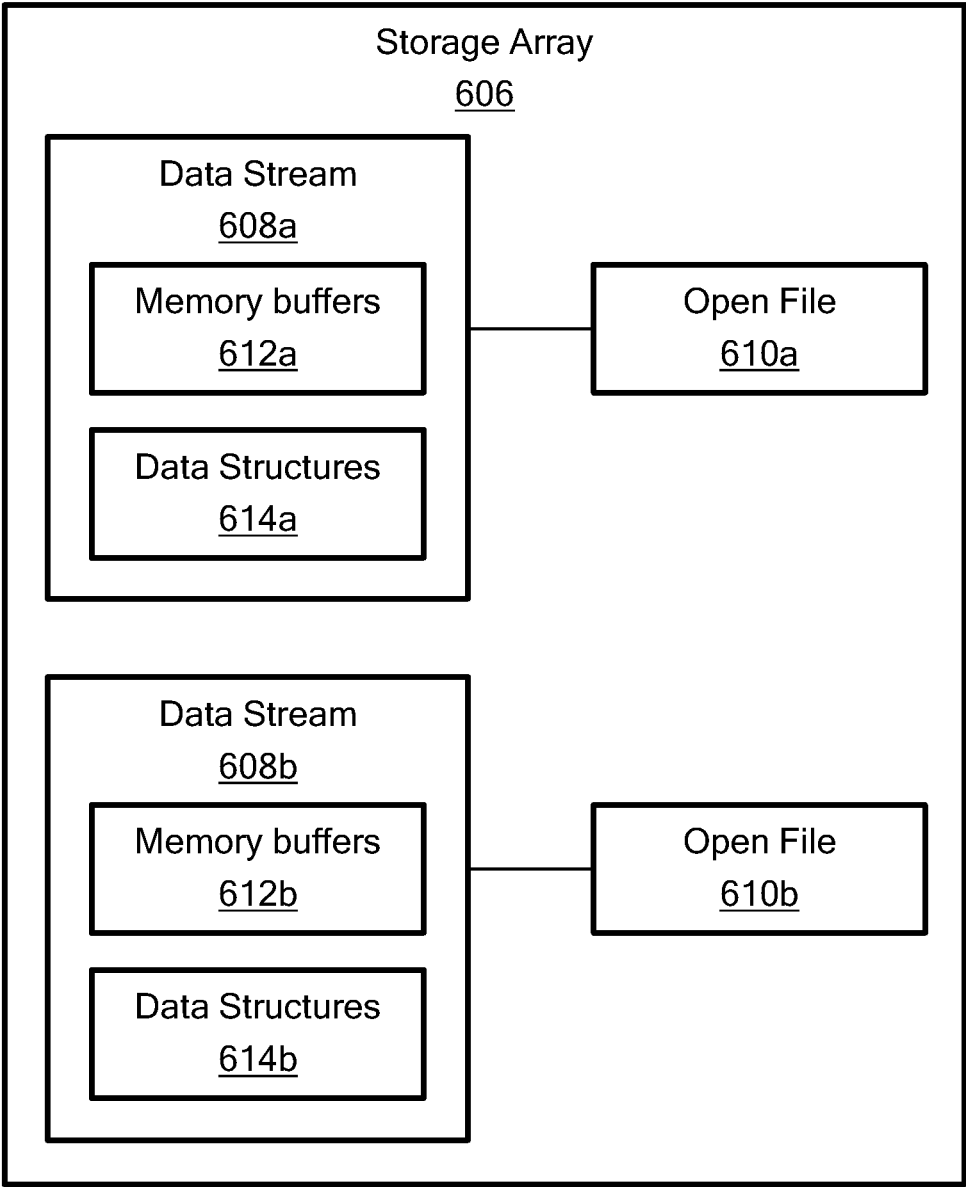 Storage Array
606
Data Stream
608a
Memory buffers
612a
Data Structures
614a
Open File
610a
Data Stream
608b
Memory buffers
612b
Data Structures
614b
Open File
610b